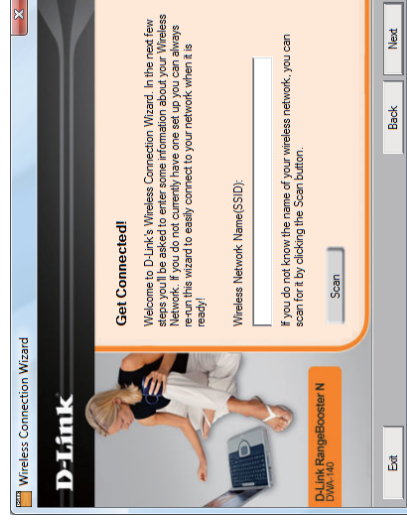 Wireless Connection Wizard
D-Link
Get Connected!
Welcome to D-Link's Wireless Connection Wizard. In the next few
steps you'll be asked to enter some information about your Wireless
Network. If you do not currently have one set up you can always
re-run this wizard to easily connect to your network when it is
ready!
Wireless Network Name(SSID):
If you do not know the name of your wireless network, you can
scan for it by clicking the Scan button.
Scan
D-Link RangeBooster N
DWA-140
Exit
Back
Next